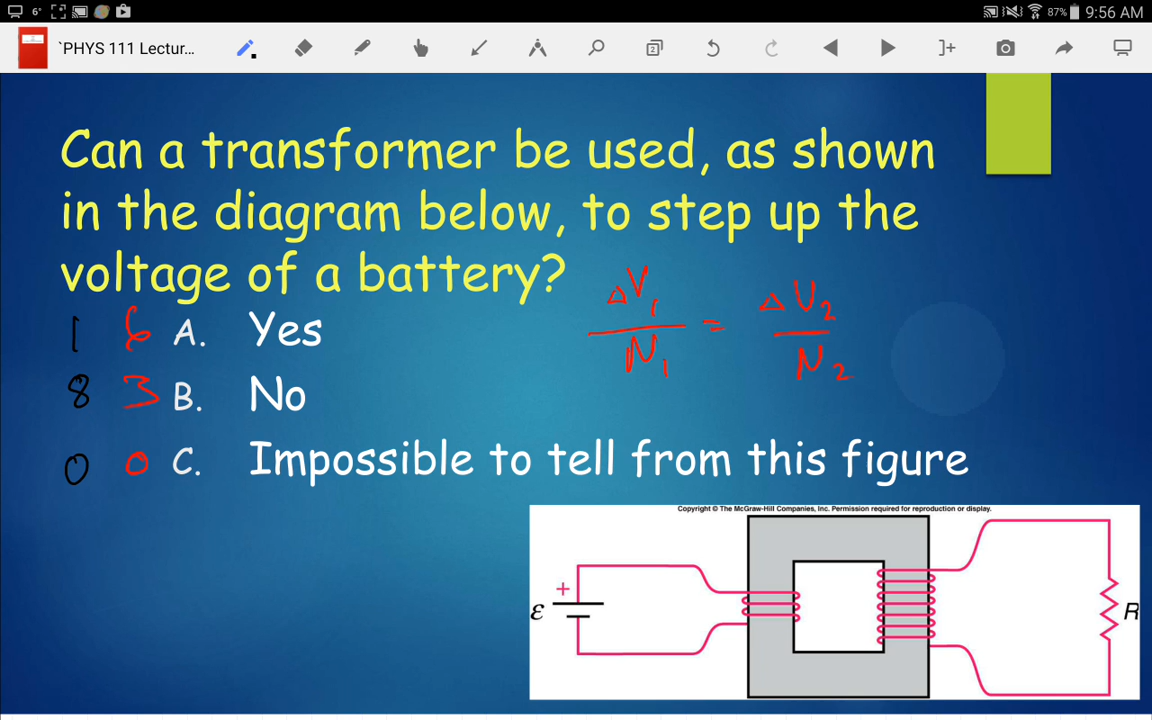 6°
87% 9:56 AM
`PHYS 111 Lectur...
2
Can a transformer be used, as shown
in the diagram below, to step up the
voltage of a battery?
ΔV₁/N₁ = ΔV₂/N₂
1 6 A. Yes
8 3 B. No
0 0 C. Impossible to tell from this figure
Copyright © The McGraw-Hill Companies, Inc. Permission required for reproduction or display.
+
ℰ
R